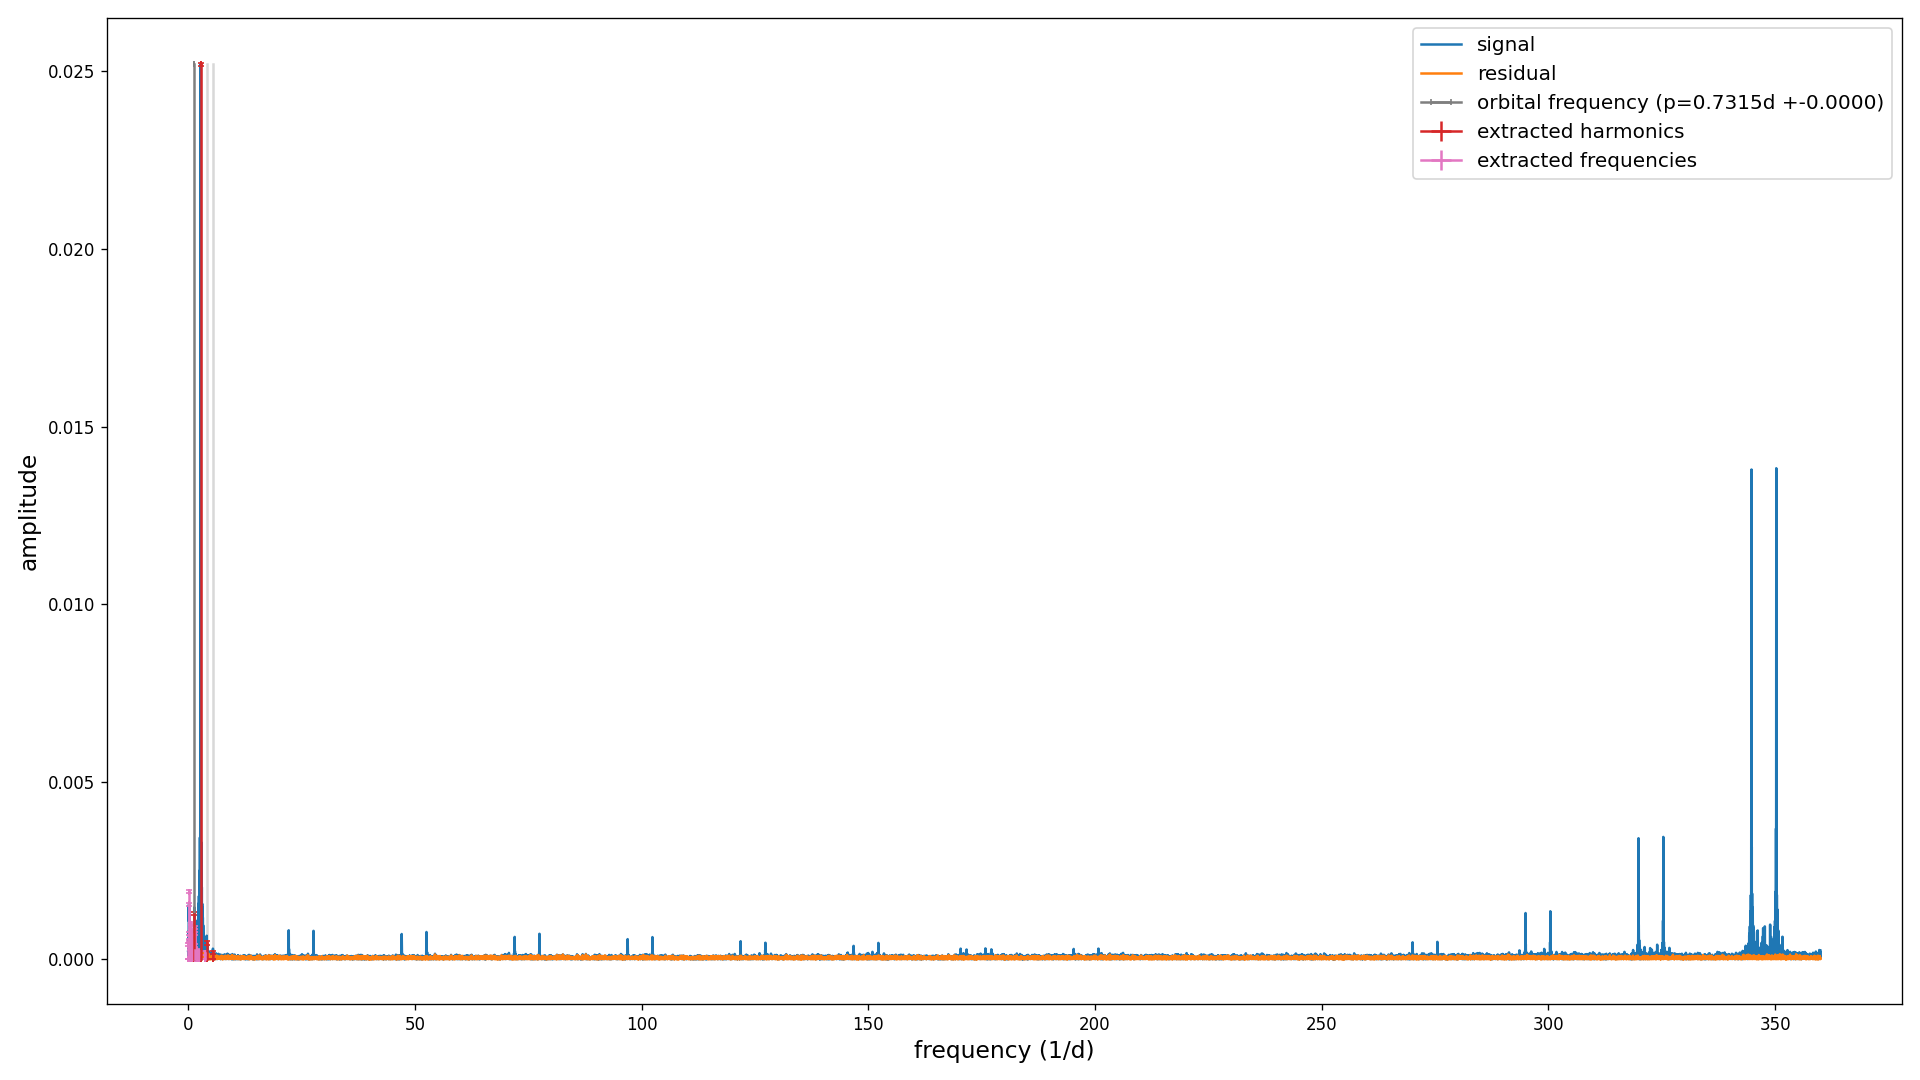 signal
residual
orbital frequency (p=0.7315d +-0.0000)
extracted harmonics
extracted frequencies
amplitude
0.025
0.020
0.015
0.010
0.005
0.000
0 50 100 150 200 250 300 350
frequency (1/d)